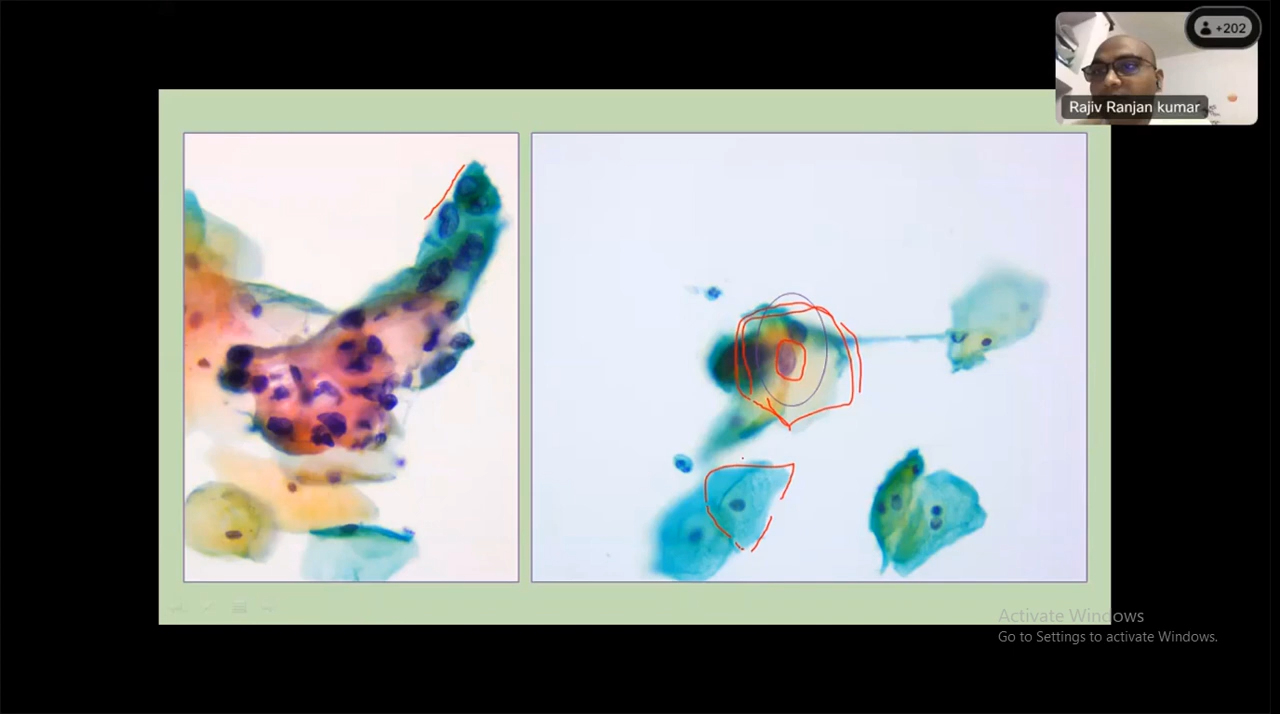 +202
Rajiv Ranjan kumar
Activate Windows
Go to Settings to activate Windows.